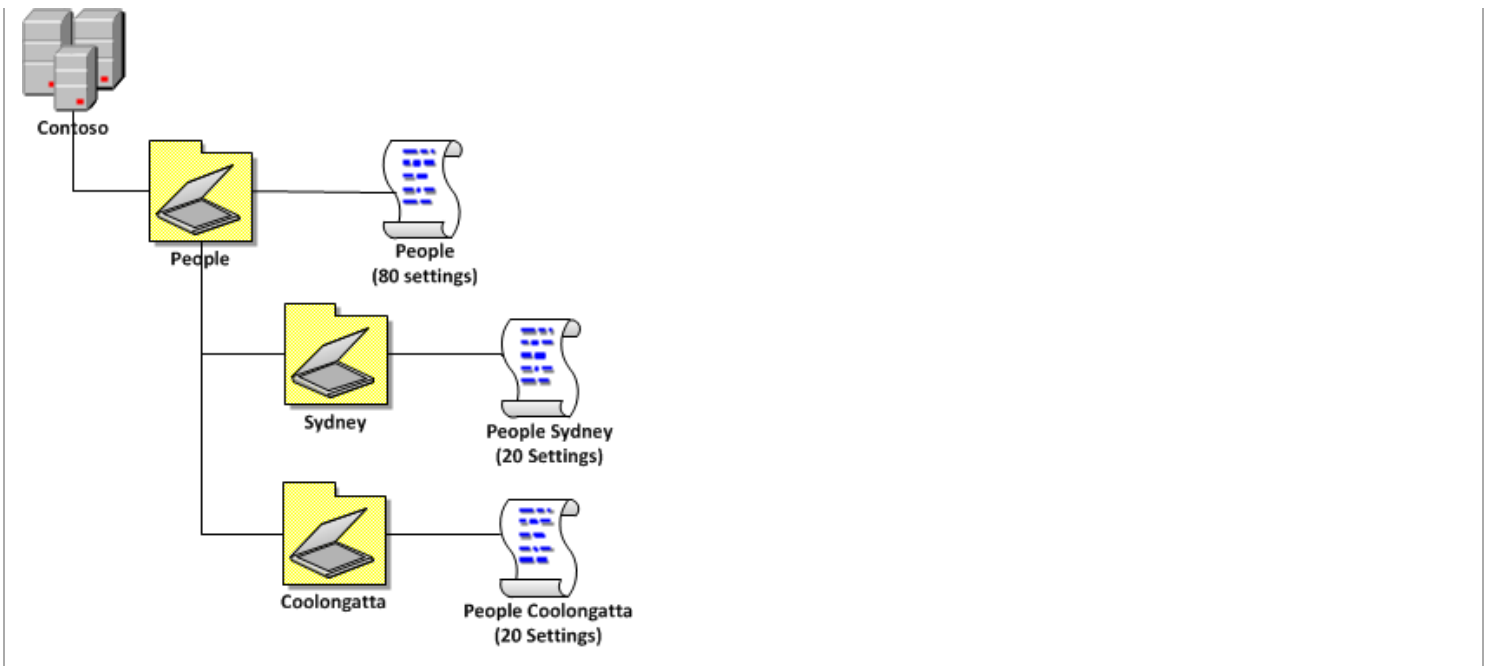 Contoso
People
People
(80 settings)
Sydney
People Sydney
(20 Settings)
Coolongatta
People Coolongatta
(20 Settings)